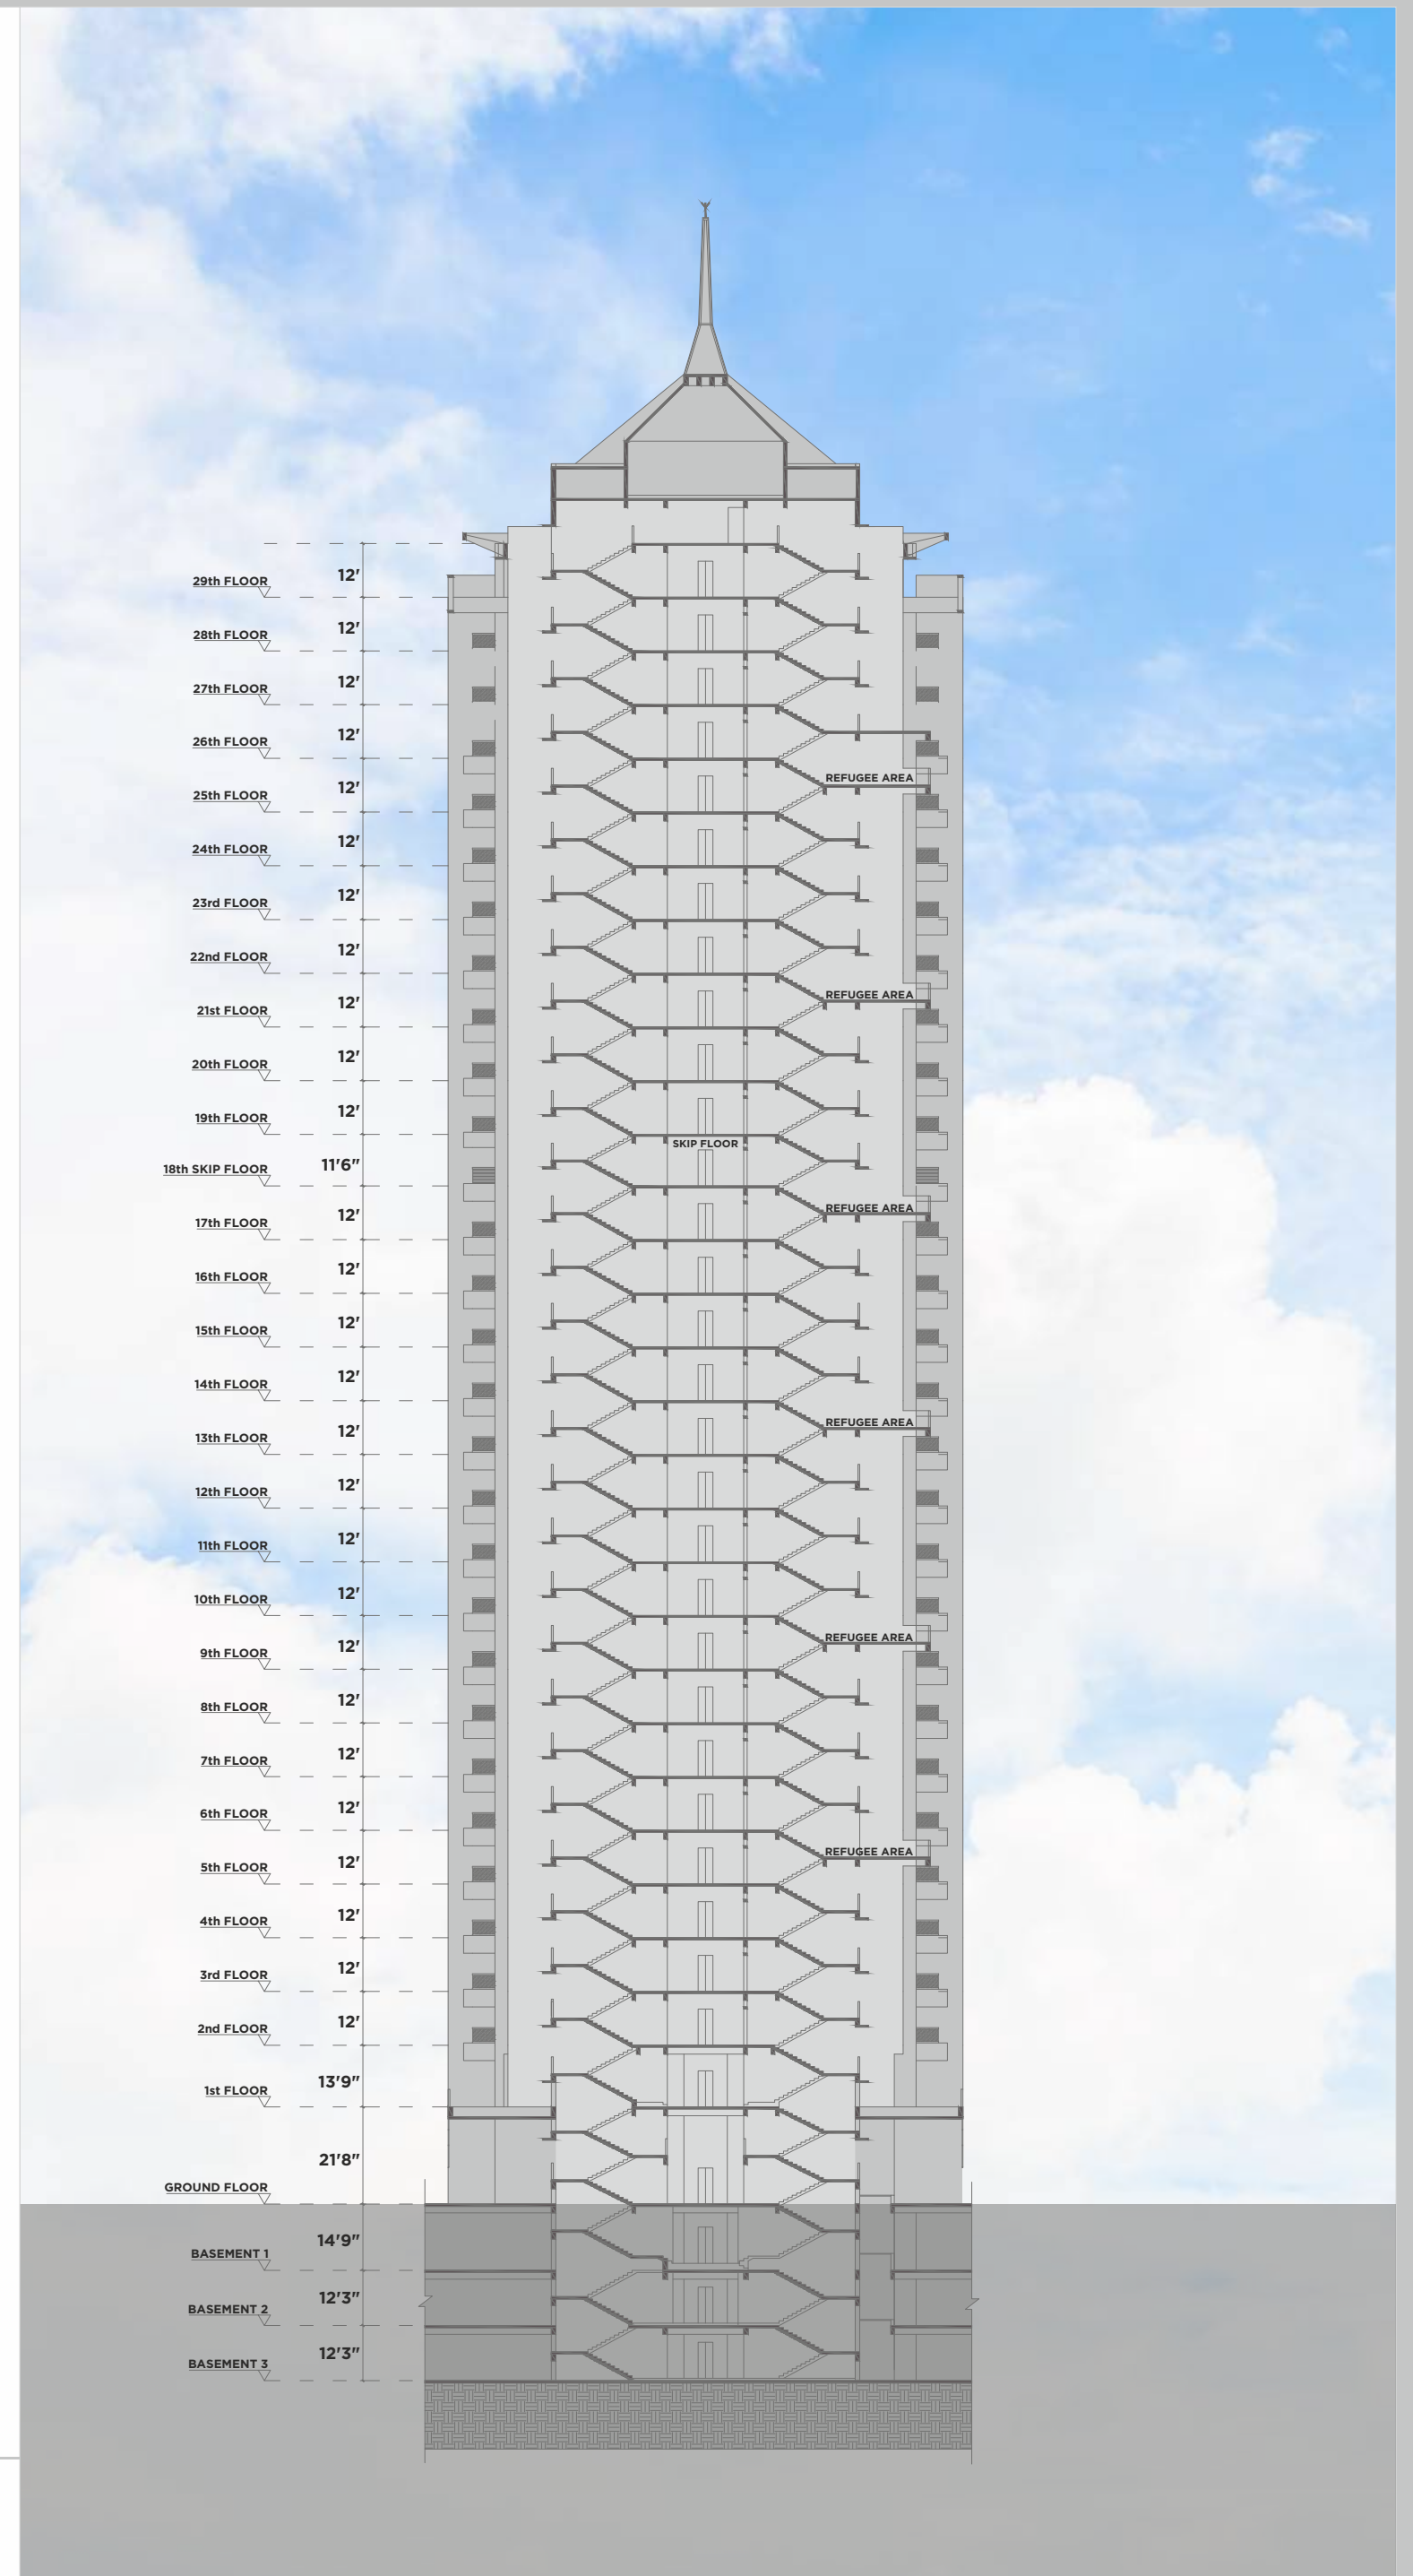 12'
29th FLOOR
12'
28th FLOOR
12'
27th FLOOR
12'
26th FLOOR
REFUGEE AREA
12'
25th FLOOR
12'
24th FLOOR
12'
23rd FLOOR
12'
22nd FLOOR
REFUGEE AREA
12'
21st FLOOR
12'
20th FLOOR
12'
19th FLOOR
SKIP FLOOR
11'6"
18th SKIP FLOOR
REFUGEE AREA
12'
17th FLOOR
12'
16th FLOOR
12'
15th FLOOR
12'
14th FLOOR
REFUGEE AREA
12'
13th FLOOR
12'
12th FLOOR
12'
11th FLOOR
12'
10th FLOOR
REFUGEE AREA
12'
9th FLOOR
12'
8th FLOOR
12'
7th FLOOR
12'
6th FLOOR
REFUGEE AREA
12'
5th FLOOR
12'
4th FLOOR
12'
3rd FLOOR
12'
2nd FLOOR
13'9"
1st FLOOR
21'8"
GROUND FLOOR
14'9"
BASEMENT 1
12'3"
BASEMENT 2
12'3"
BASEMENT 3